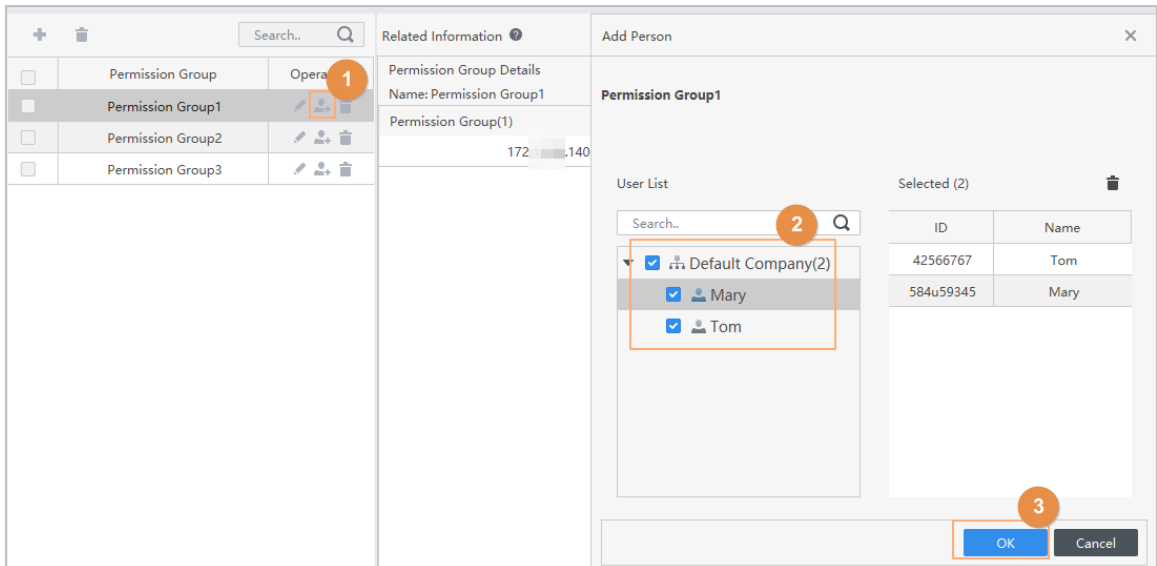 Search..
Permission Group
Opera
1
Permission Group1
Permission Group2
Permission Group3
Related Information
Permission Group Details
Name: Permission Group1
Permission Group(1)
172 .140
Add Person
Permission Group1
User List
Search..
2
Default Company(2)
Mary
Tom
Selected (2)
ID Name
42566767 Tom
584u59345 Mary
3
OK Cancel